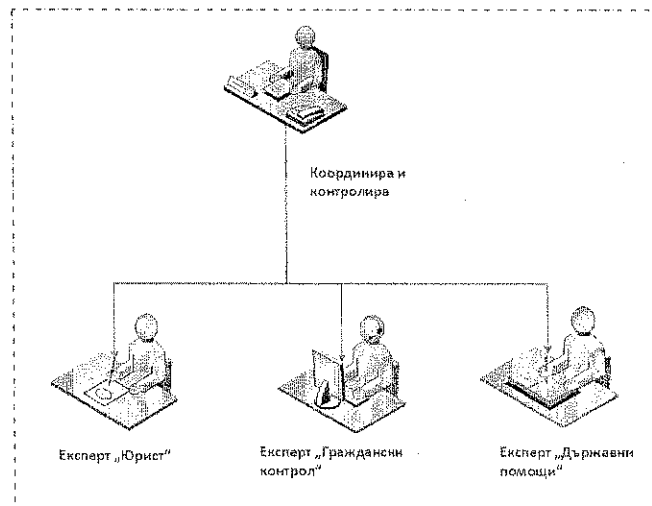 Координира и
контролира
Експерт „Юрист“
Експерт „Граждански
контрол“
Експерт „Държавни
помощи“